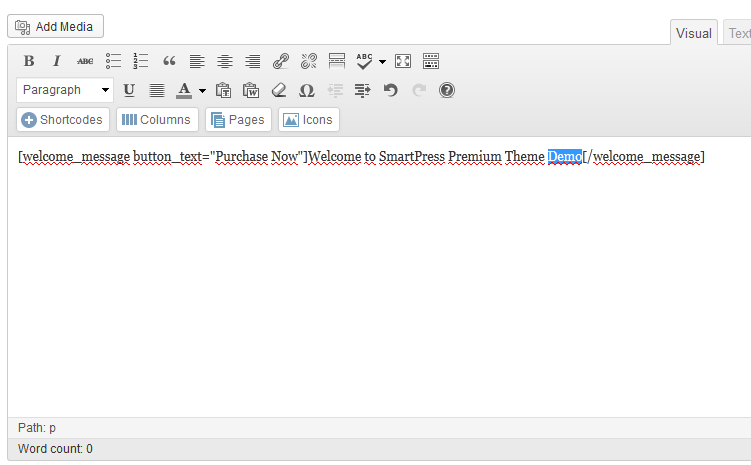 Add Media
Visual Text
B I ABC ABC
Paragraph U A
Shortcodes Columns Pages Icons
[welcome_message button_text="Purchase Now"]Welcome to SmartPress Premium Theme Demo[/welcome_message]
Path: p
Word count: 0